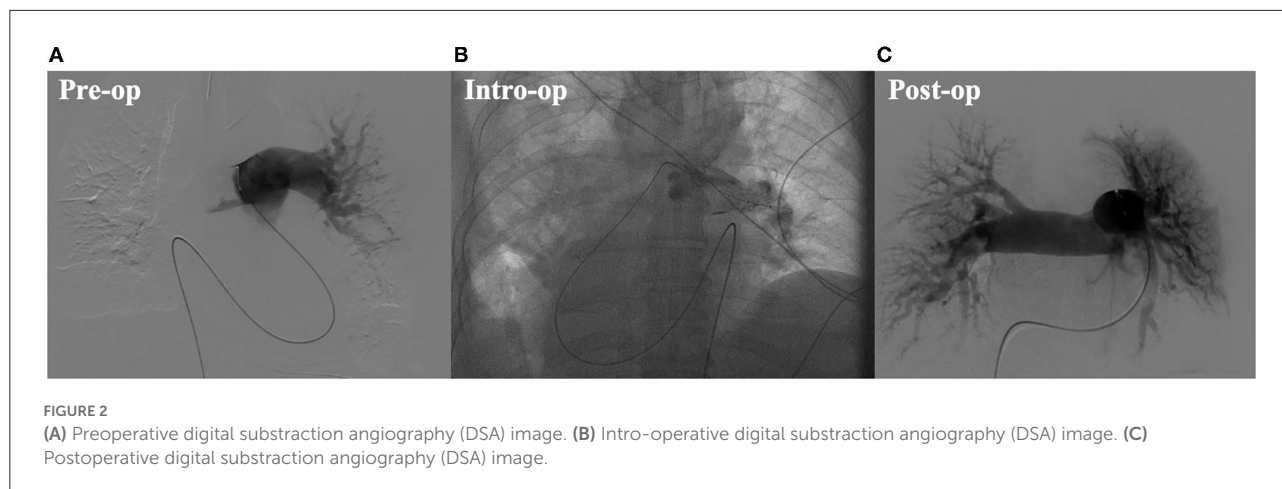 A
B
C
Pre-op
Intro-op
Post-op
FIGURE 2
(A) Preoperative digital substraction angiography (DSA) image. (B) Intro-operative digital substraction angiography (DSA) image. (C)
Postoperative digital substraction angiography (DSA) image.